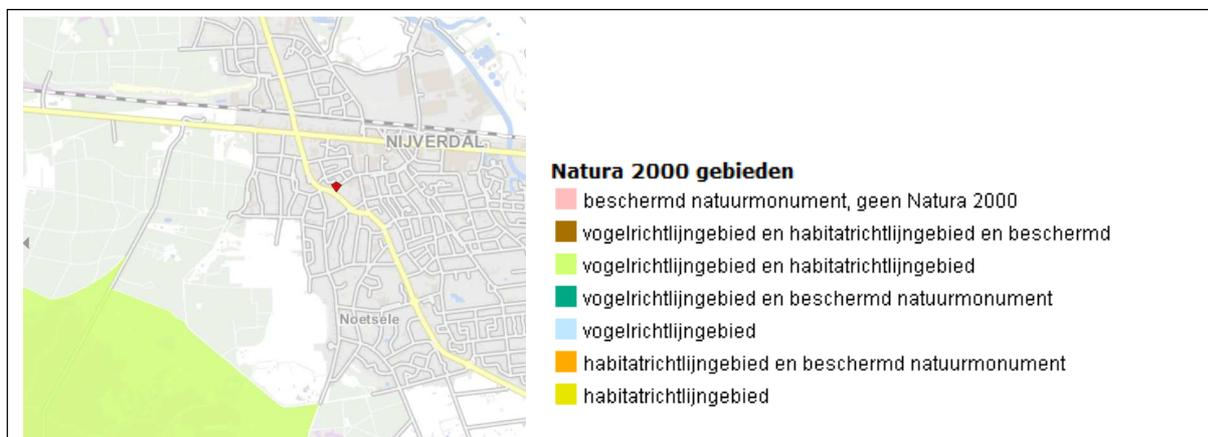 NIJVERDAL
Noetsele
Natura 2000 gebieden
beschermd natuurmonument, geen Natura 2000
vogelrichtlijngebied en habitatrichtlijngebied en beschermd
vogelrichtlijngebied en habitatrichtlijngebied
vogelrichtlijngebied en beschermd natuurmonument
vogelrichtlijngebied
habitatrichtlijngebied en beschermd natuurmonument
habitatrichtlijngebied